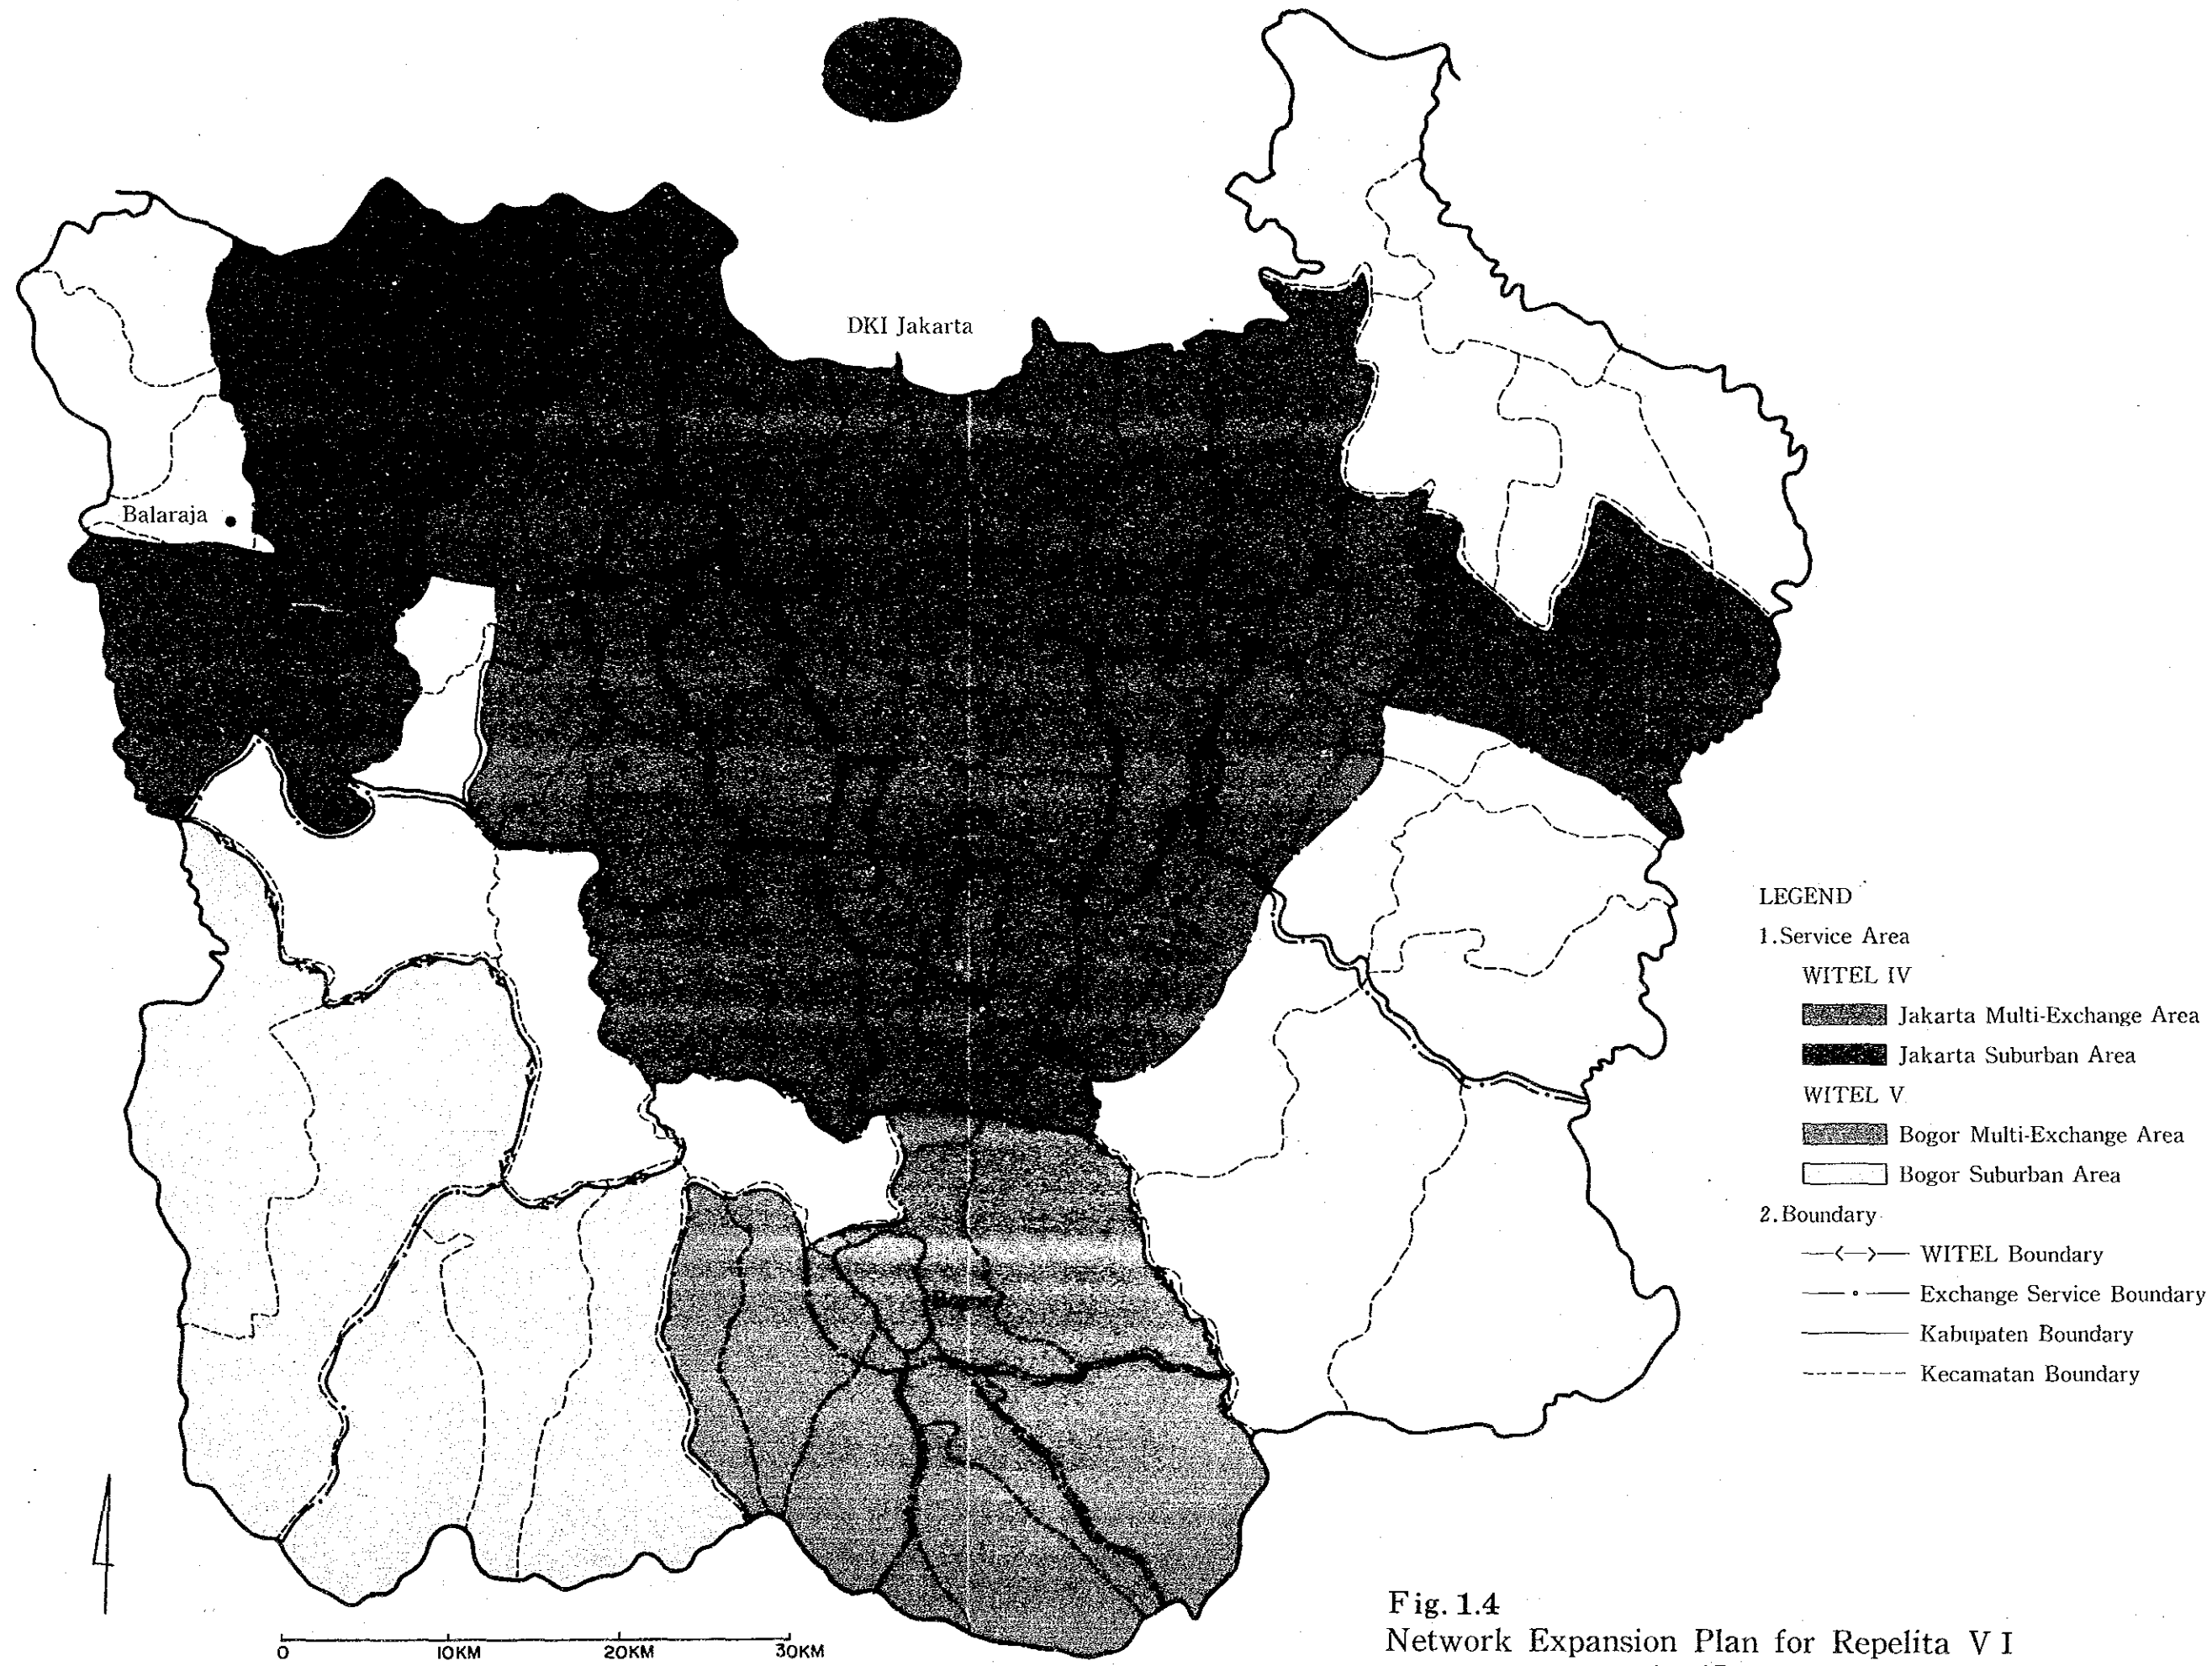 DKI Jakarta
Balaraja
LEGEND
1.Service Area
WITEL IV
Jakarta Multi-Exchange Area
Jakarta Suburban Area
WITEL V
Bogor Multi-Exchange Area
Bogor Suburban Area
2.Boundary
WITEL Boundary
Exchange Service Boundary
Kabupaten Boundary
Kecamatan Boundary
0 10KM 20KM 30KM
Fig. 1.4
Network Expansion Plan for Repelita V I